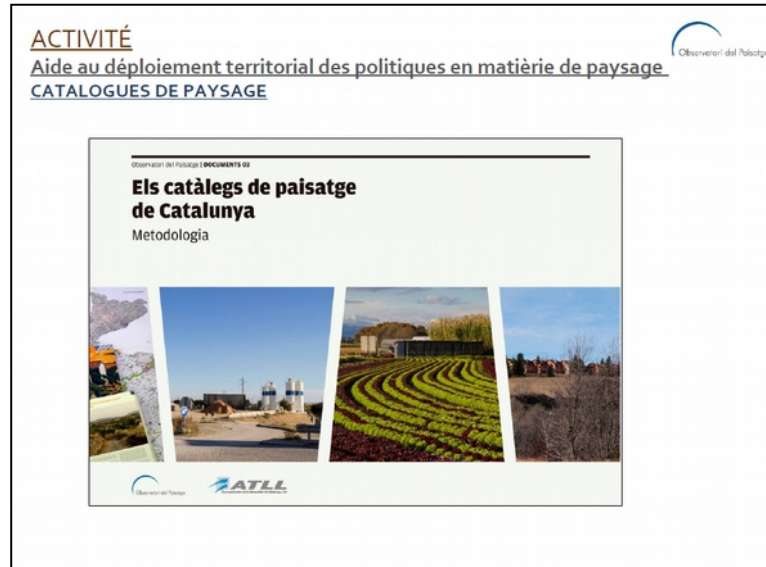 ACTIVITÉ
Aide au déploiement territorial des politiques en matièrie de paysage
CATALOGUES DE PAYSAGE
Observatori del Paisatge
Observatori del Paisatge | DOCUMENTS 03
Els catàlegs de paisatge
de Catalunya
Metodologia
Observatori del Paisatge
ATLL